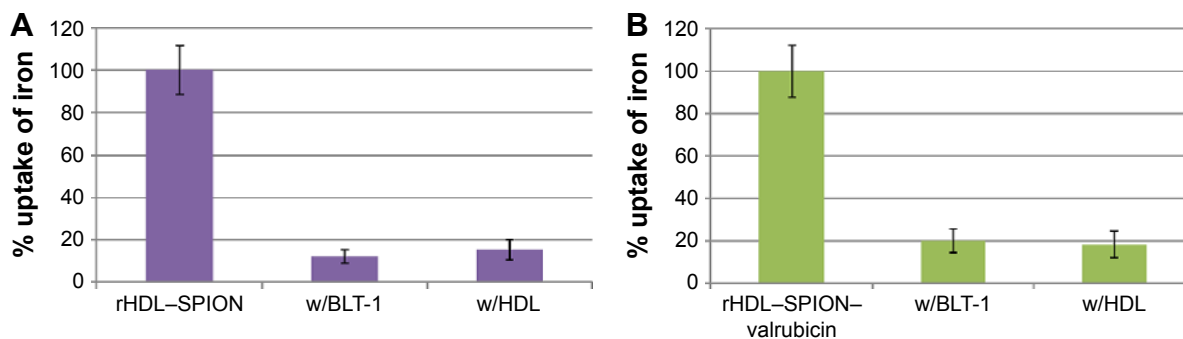 A
% uptake of iron
120
100
80
60
40
20
0
rHDL–SPION
w/BLT-1
w/HDL
B
% uptake of iron
120
100
80
60
40
20
0
rHDL–SPION–
valrubicin
w/BLT-1
w/HDL